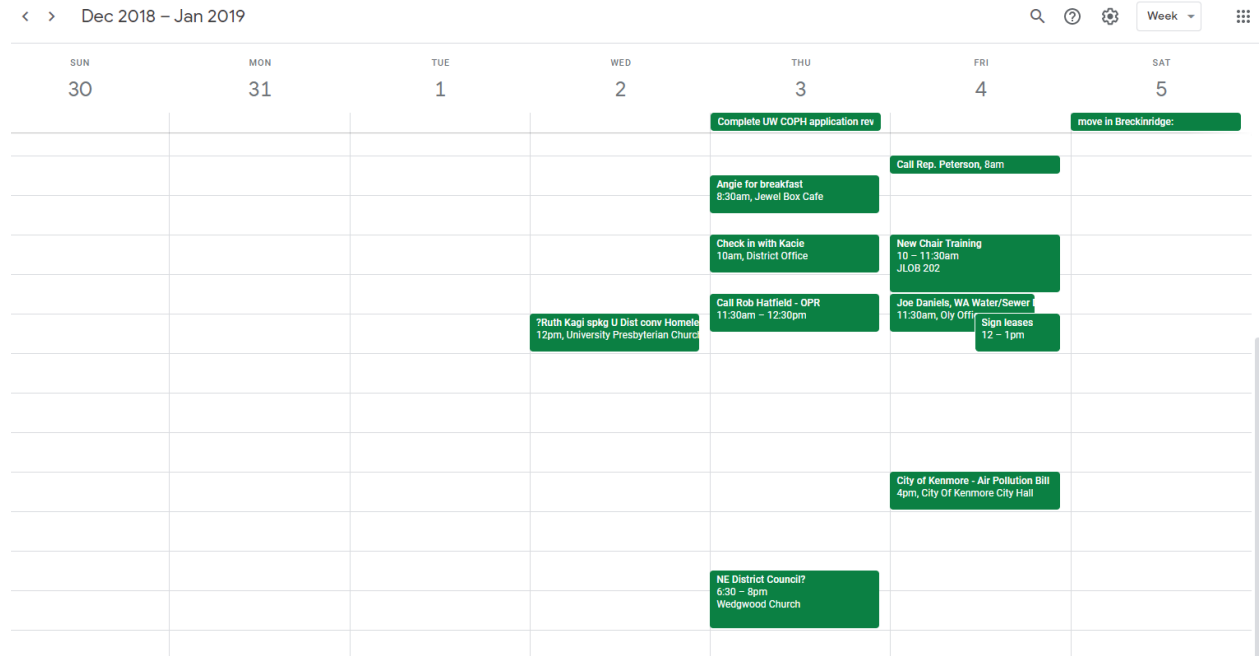 Dec 2018 – Jan 2019
Week
SUN
30
MON
31
TUE
1
WED
2
THU
3
FRI
4
SAT
5
Complete UW COPH application rev
move in Breckinridge:
Call Rep. Peterson, 8am
Angie for breakfast
8:30am, Jewel Box Cafe
Check in with Kacie
10am, District Office
New Chair Training
10 – 11:30am
JLOB 202
Call Rob Hatfield - OPR
11:30am – 12:30pm
Joe Daniels, WA Water/Sewer
11:30am, Oly Offic
?Ruth Kagi spkg U Dist conv Homele
12pm, University Presbyterian Church
Sign leases
12 – 1pm
City of Kenmore - Air Pollution Bill
4pm, City Of Kenmore City Hall
NE District Council?
6:30 – 8pm
Wedgwood Church